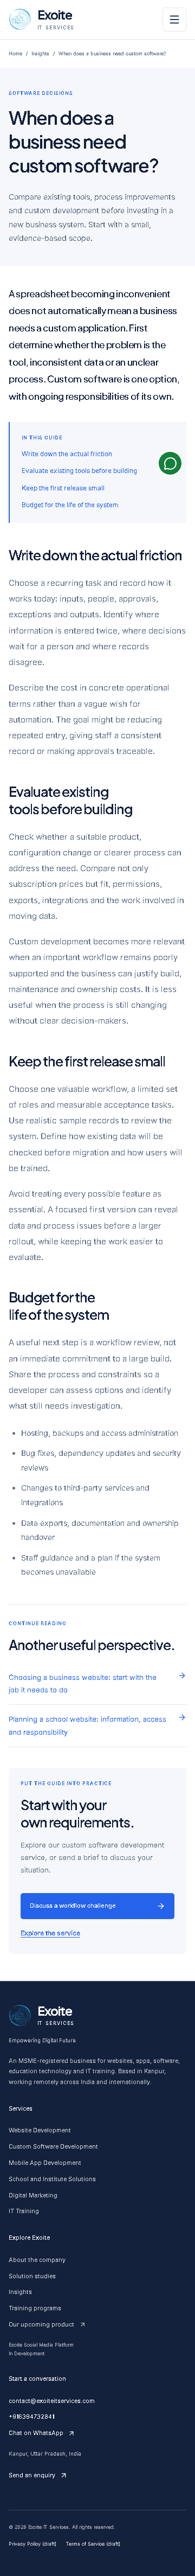 Exoite
IT SERVICES
Home / Insights / When does a business need custom software?
SOFTWARE DECISIONS
When does a
business need
custom software?
Compare existing tools, process improvements
and custom development before investing in a
new business system. Start with a small,
evidence-based scope.
A spreadsheet becoming inconvenient
does not automatically mean a business
needs a custom application. First
determine whether the problem is the
tool, inconsistent data or an unclear
process. Custom software is one option,
with ongoing responsibilities of its own.
IN THIS GUIDE
Write down the actual friction
Evaluate existing tools before building
Keep the first release small
Budget for the life of the system
Write down the actual friction
Choose a recurring task and record how it
works today: inputs, people, approvals,
exceptions and outputs. Identify where
information is entered twice, where decisions
wait for a person and where records
disagree.
Describe the cost in concrete operational
terms rather than a vague wish for
automation. The goal might be reducing
repeated entry, giving staff a consistent
record or making approvals traceable.
Evaluate existing
tools before building
Check whether a suitable product,
configuration change or clearer process can
address the need. Compare not only
subscription prices but fit, permissions,
exports, integrations and the work involved in
moving data.
Custom development becomes more relevant
when an important workflow remains poorly
supported and the business can justify build,
maintenance and ownership costs. It is less
useful when the process is still changing
without clear decision-makers.
Keep the first release small
Choose one valuable workflow, a limited set
of roles and measurable acceptance tasks.
Use realistic sample records to review the
system. Define how existing data will be
checked before migration and how users will
be trained.
Avoid treating every possible feature as
essential. A focused first version can reveal
data and process issues before a larger
rollout, while keeping the work easier to
evaluate.
Budget for the
life of the system
A useful next step is a workflow review, not
an immediate commitment to a large build.
Share the process and constraints so a
developer can assess options and identify
what still needs investigation.
• Hosting, backups and access administration
• Bug fixes, dependency updates and security
reviews
• Changes to third-party services and
integrations
• Data exports, documentation and ownership
handover
• Staff guidance and a plan if the system
becomes unavailable
CONTINUE READING
Another useful perspective.
Choosing a business website: start with the
job it needs to do
Planning a school website: information, access
and responsibility
PUT THE GUIDE INTO PRACTICE
Start with your
own requirements.
Explore our custom software development
service, or send a brief to discuss your
situation.
Discuss a workflow challenge
Explore the service
Exoite
IT SERVICES
Empowering Digital Future
An MSME-registered business for websites, apps, software,
education technology and IT training. Based in Kanpur,
working remotely across India and internationally.
Services
Website Development
Custom Software Development
Mobile App Development
School and Institute Solutions
Digital Marketing
IT Training
Explore Exoite
About the company
Solution studies
Insights
Training programs
Our upcoming product
Exoite Social Media Platform
In Development
Start a conversation
contact@exoiteitservices.com
+916394732841
Chat on WhatsApp
Kanpur, Uttar Pradesh, India
Send an enquiry
© 2026 Exoite IT Services. All rights reserved.
Privacy Policy (draft) Terms of Service (draft)